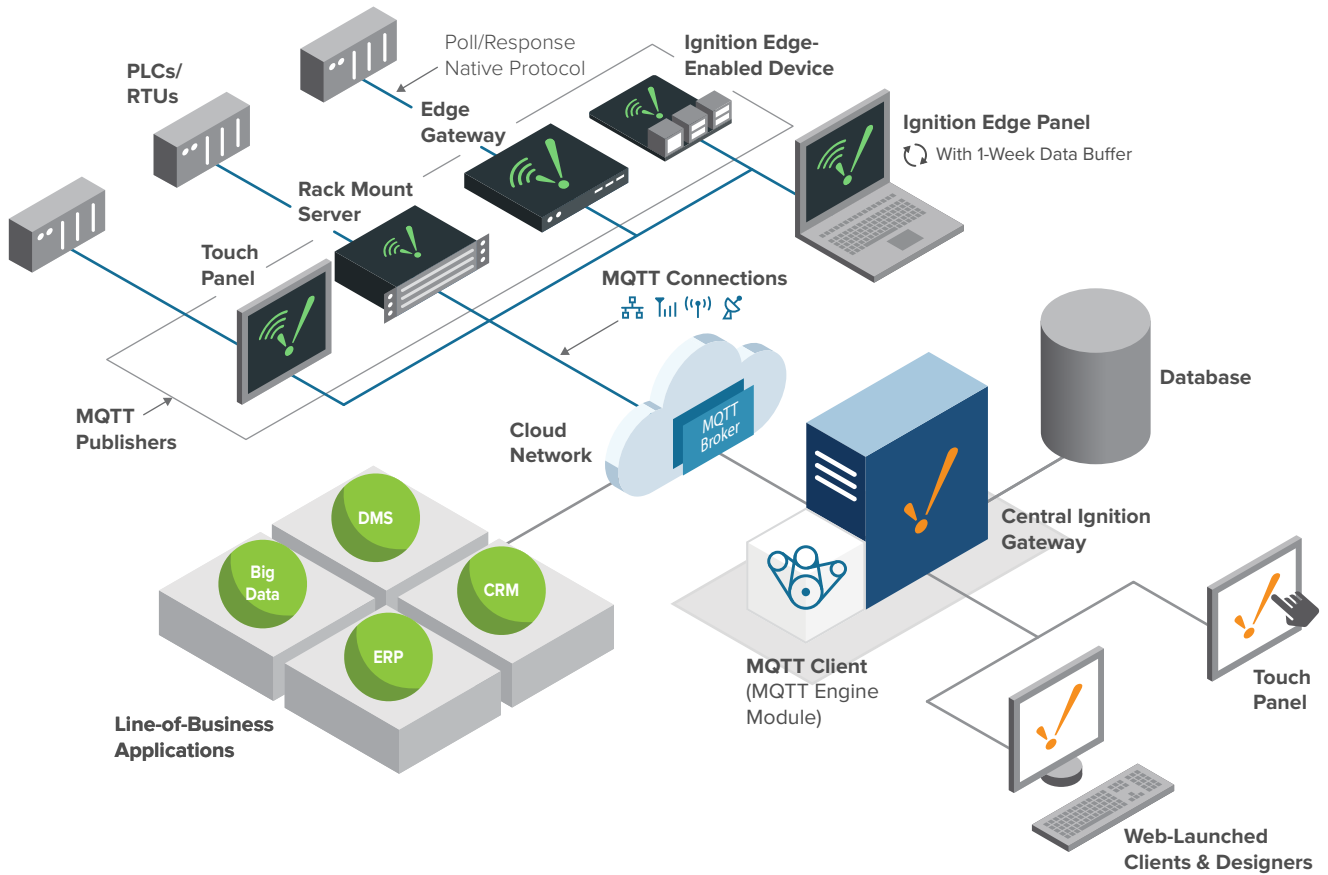 Poll/Response
Native Protocol
Ignition Edge-
Enabled Device
PLCs/
RTUs
Edge
Gateway
Ignition Edge Panel
With 1-Week Data Buffer
Rack Mount
Server
Touch
Panel
MQTT Connections
MQTT
Publishers
Cloud
Network
MQTT
Broker
Database
DMS
Big
Data
CRM
ERP
Central Ignition
Gateway
MQTT Client
(MQTT Engine
Module)
Touch
Panel
Line-of-Business
Applications
Web-Launched
Clients & Designers